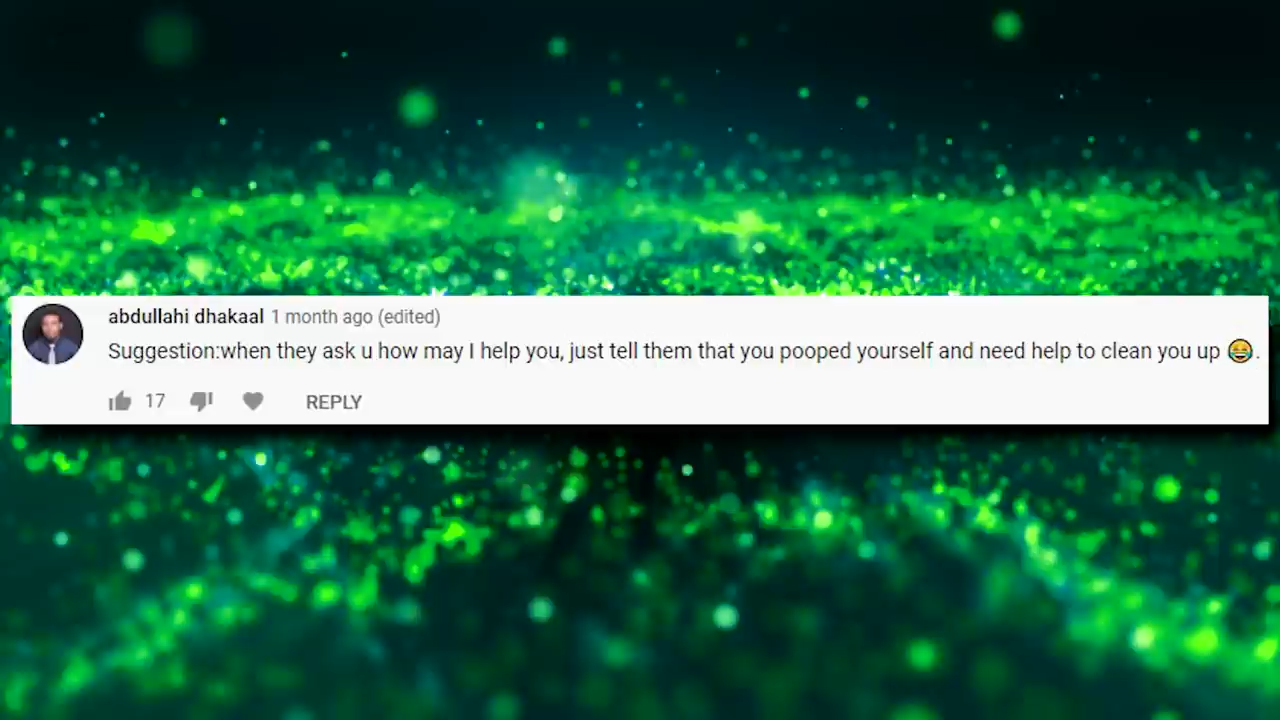 abdullahi dhakaal 1 month ago (edited)
Suggestion:when they ask u how may I help you, just tell them that you pooped yourself and need help to clean you up 😂.
17 REPLY